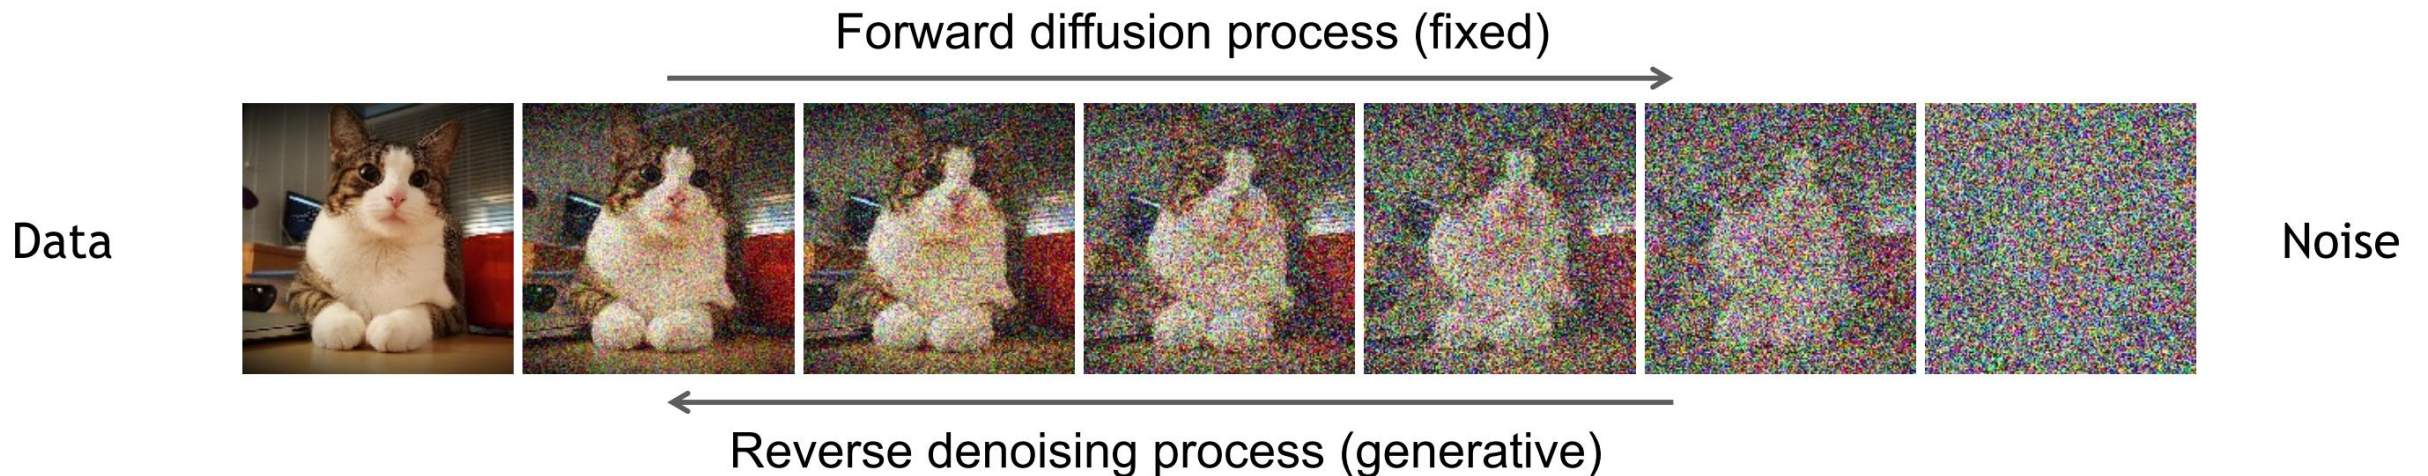 Forward diffusion process (fixed)
Data
Noise
Reverse denoising process (generative)